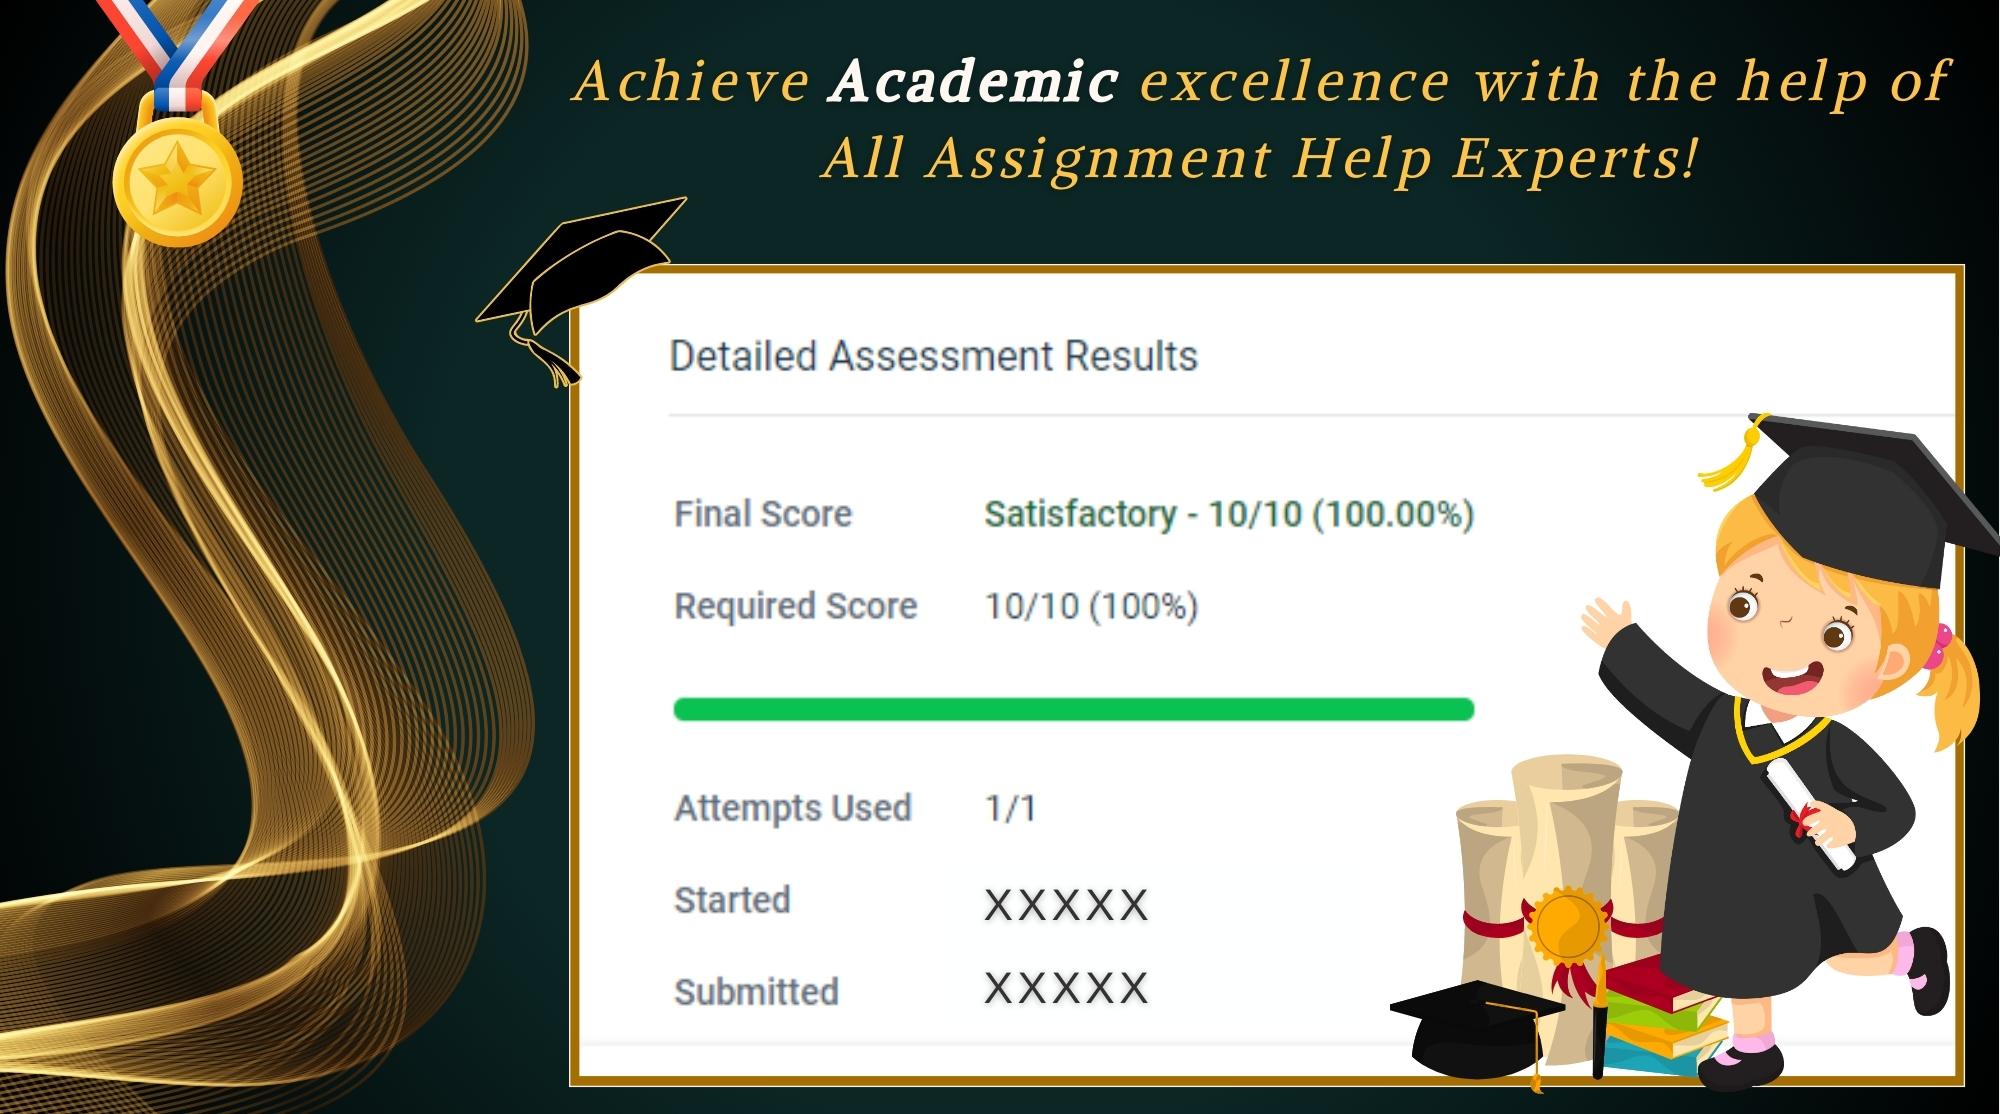 Achieve Academic excellence with the help of
All Assignment Help Experts!
Detailed Assessment Results
Final Score Satisfactory - 10/10 (100.00%)
Required Score 10/10 (100%)
Attempts Used 1/1
Started XXXXX
Submitted XXXXX